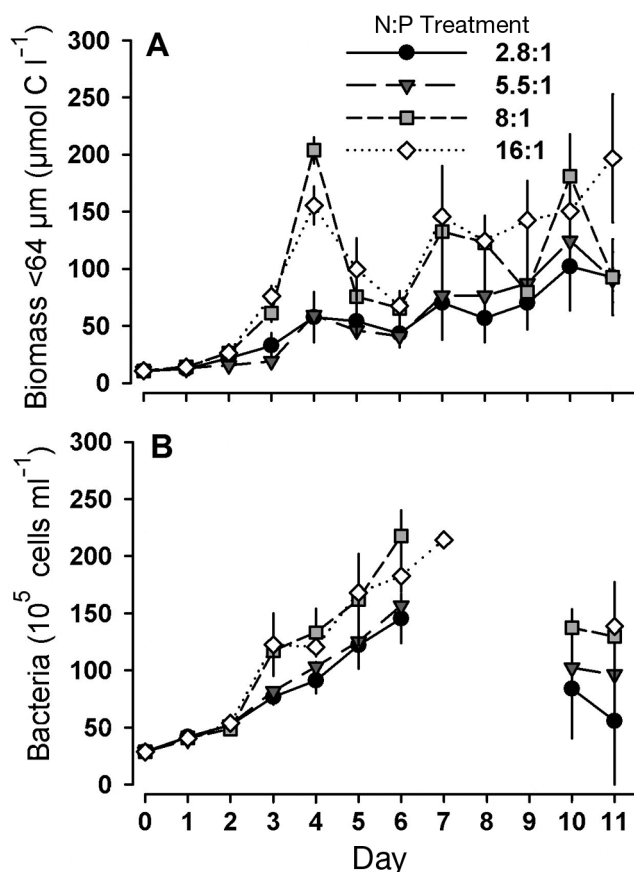 N:P Treatment
2.8:1
5.5:1
8:1
16:1
A
Biomass <64 µm (µmol C l⁻¹)
300
250
200
150
100
50
0
B
Bacteria (10⁵ cells ml⁻¹)
300
250
200
150
100
50
0
0 1 2 3 4 5 6 7 8 9 10 11
Day